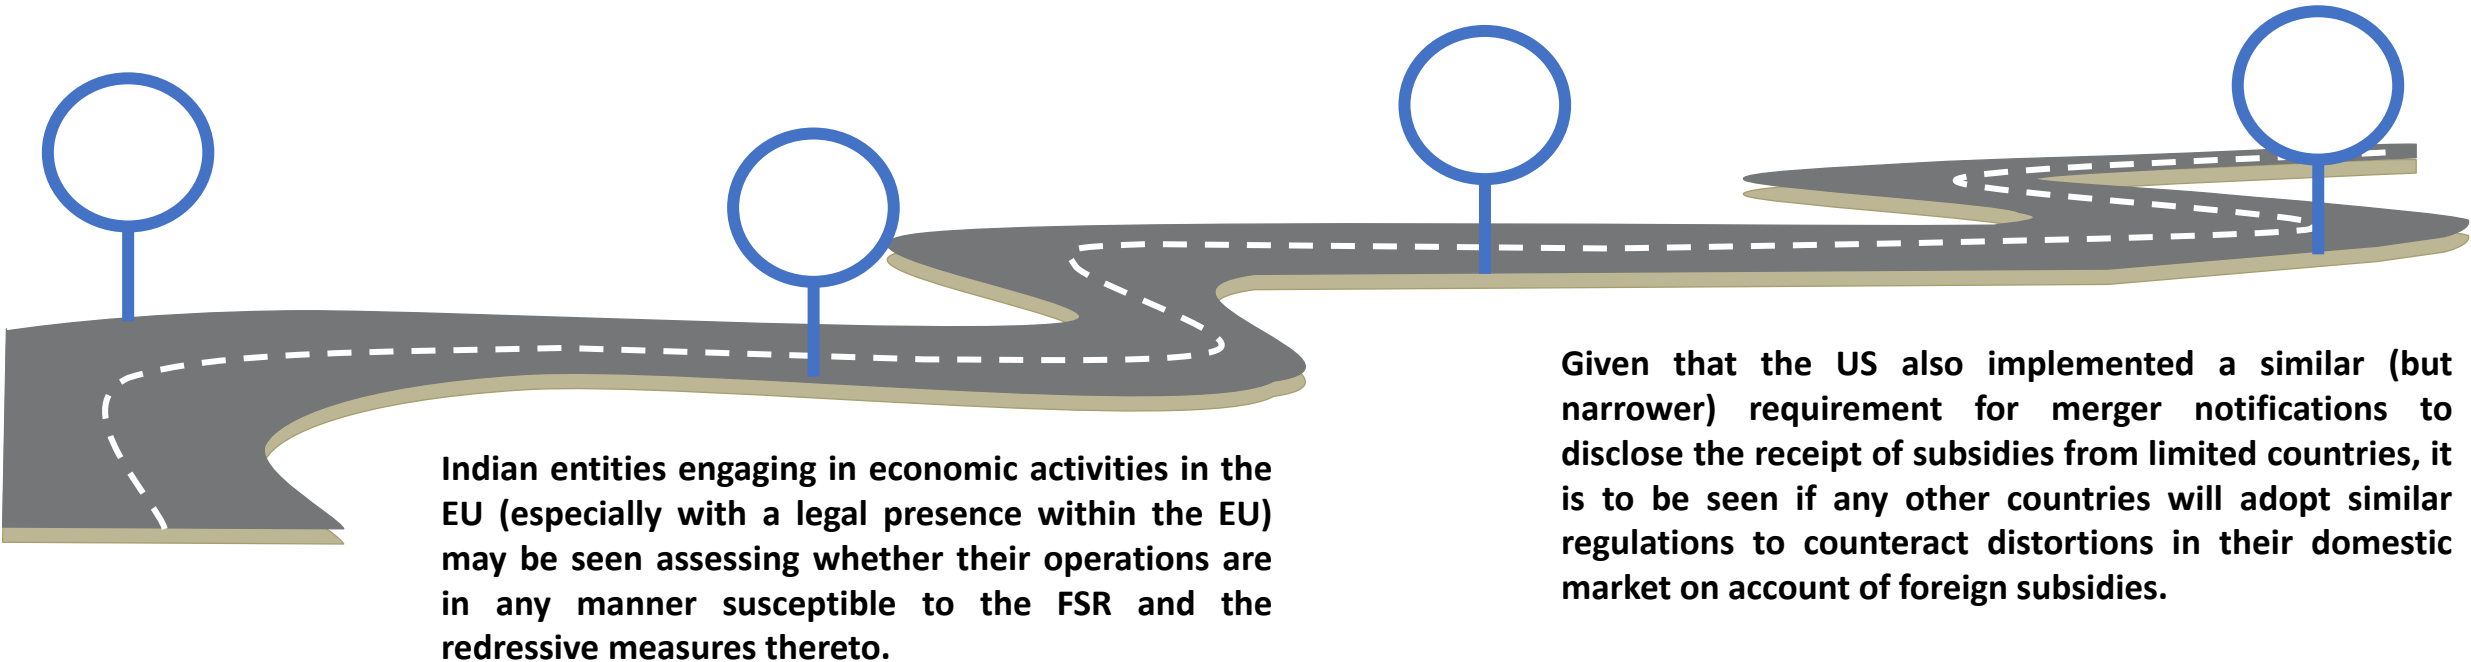 Indian entities engaging in economic activities in the
EU (especially with a legal presence within the EU)
may be seen assessing whether their operations are
in any manner susceptible to the FSR and the
redressive measures thereto.
Given that the US also implemented a similar (but
narrower) requirement for merger notifications to
disclose the receipt of subsidies from limited countries, it
is to be seen if any other countries will adopt similar
regulations to counteract distortions in their domestic
market on account of foreign subsidies.